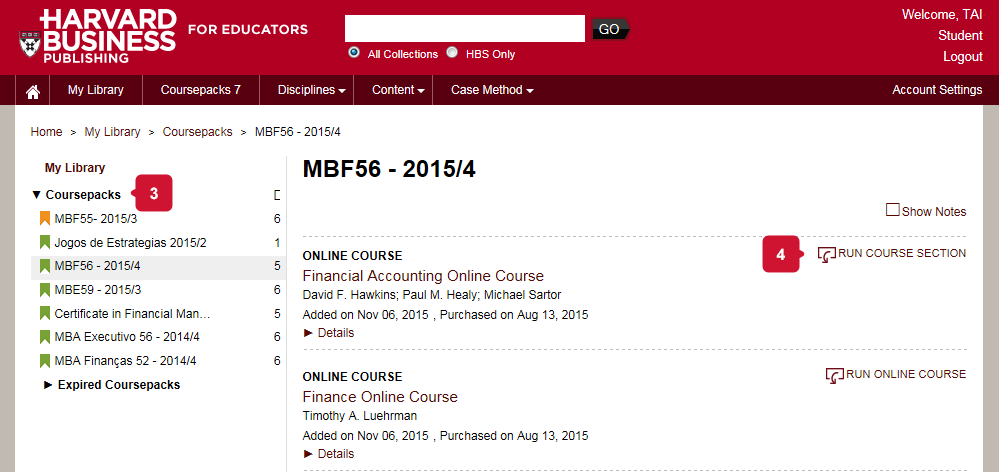 HARVARD
BUSINESS
PUBLISHING
FOR EDUCATORS
GO
All Collections
HBS Only
Welcome, TAI
Student
Logout
My Library
Coursepacks 7
Disciplines
Content
Case Method
Account Settings
Home > My Library > Coursepacks > MBF56 - 2015/4
My Library
Coursepacks
3
MBF55- 2015/3 6
Jogos de Estrategias 2015/2 1
MBF56 - 2015/4 5
MBE59 - 2015/3 6
Certificate in Financial Man... 5
MBA Executivo 56 - 2014/4 6
MBA Finanças 52 - 2014/4 6
Expired Coursepacks
MBF56 - 2015/4
Show Notes
ONLINE COURSE
4
RUN COURSE SECTION
Financial Accounting Online Course
David F. Hawkins; Paul M. Healy; Michael Sartor
Added on Nov 06, 2015 , Purchased on Aug 13, 2015
Details
ONLINE COURSE
RUN ONLINE COURSE
Finance Online Course
Timothy A. Luehrman
Added on Nov 06, 2015 , Purchased on Aug 13, 2015
Details